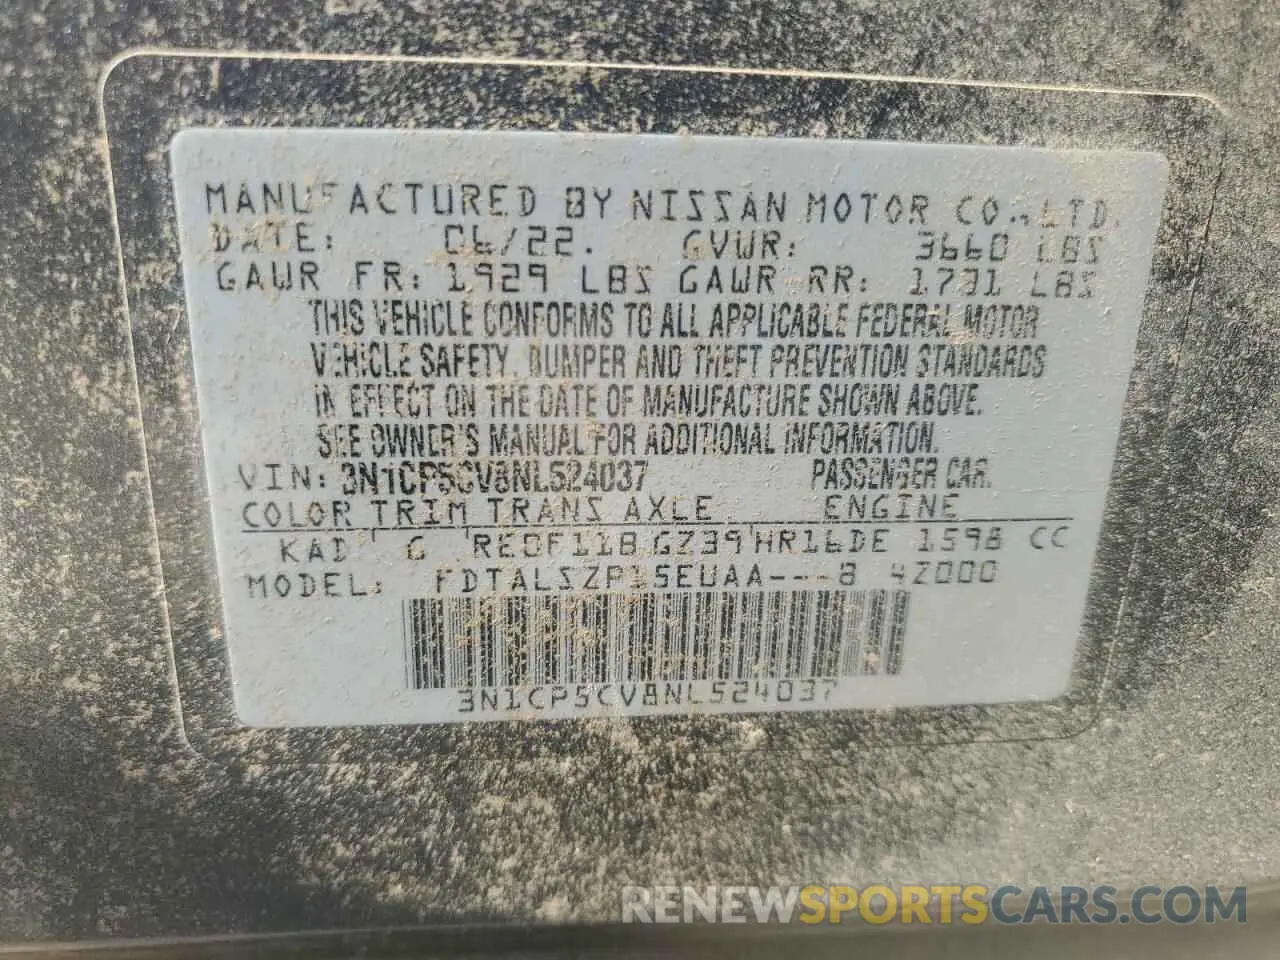 MANUFACTURED BY NISSAN MOTOR CO., LTD.
DATE: 06/22. GVWR: 3660 LBS
GAWR FR: 1929 LBS GAWR RR: 1731 LBS
THIS VEHICLE CONFORMS TO ALL APPLICABLE FEDERAL MOTOR
VEHICLE SAFETY, BUMPER AND THEFT PREVENTION STANDARDS
IN EFFECT ON THE DATE OF MANUFACTURE SHOWN ABOVE.
SEE OWNER'S MANUAL FOR ADDITIONAL INFORMATION.
VIN: 3N1CP5CV8NL524037 PASSENGER CAR.
COLOR TRIM TRANS AXLE ENGINE
KAD G RE0F11B GZ39 HR16DE 1598 CC
MODEL: FDTALSZP15EUAA---8 4Z000
3N1CP5CV8NL524037
RENEWSPORTSCARS.COM